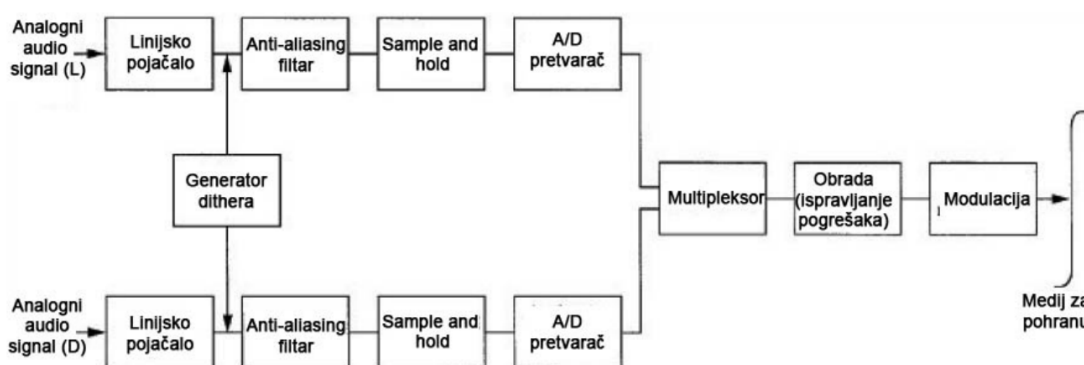 Analogni
audio
signal (L)
Linijsko
pojačalo
Anti-aliasing
filtar
Sample and
hold
A/D
pretvarač
Generator
dithera
Multipleksor
Obrada
(ispravljanje
pogrešaka)
Modulacija
Medij za
pohranu
Analogni
audio
signal (D)
Linijsko
pojačalo
Anti-aliasing
filtar
Sample and
hold
A/D
pretvarač